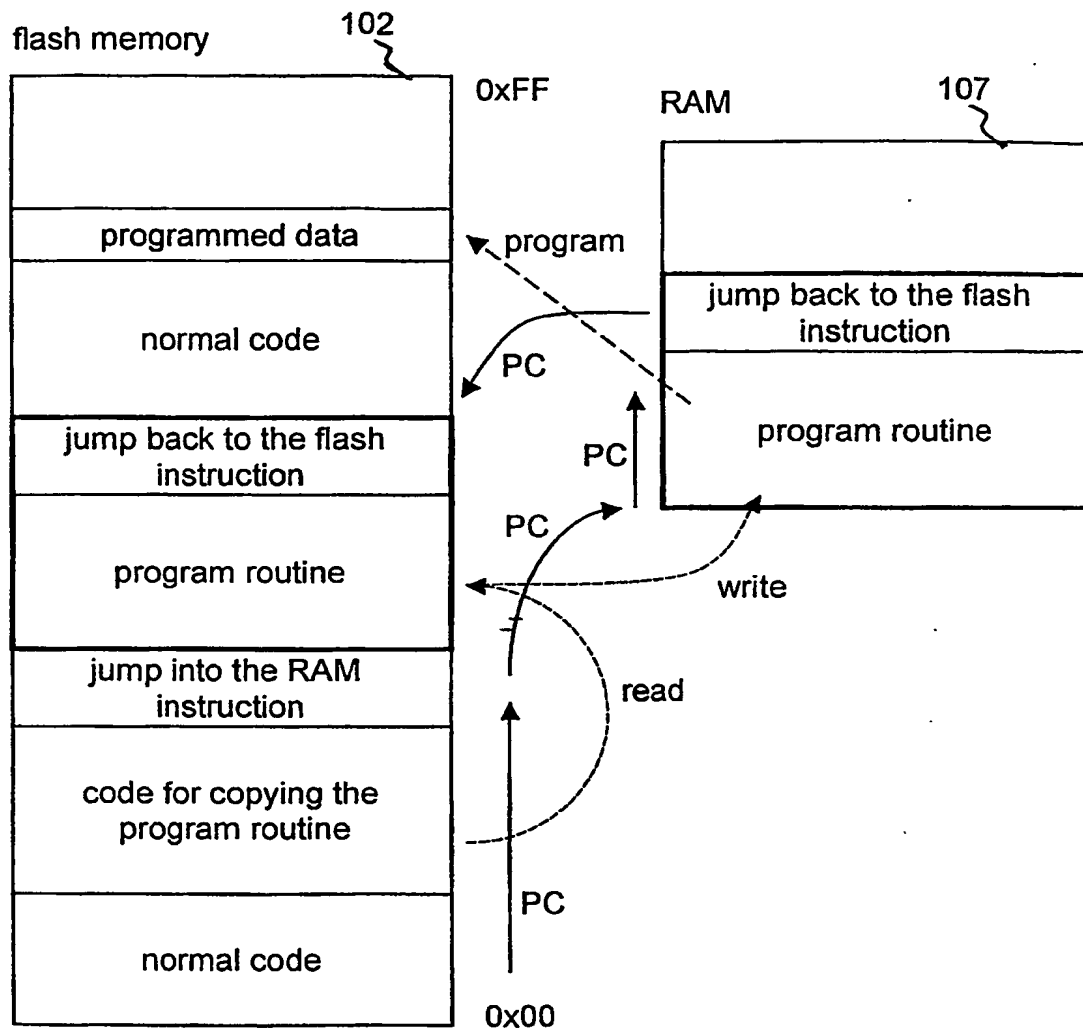 flash memory
102
0xFF
RAM
107
programmed data
program
normal code
PC
jump back to the flash
instruction
program routine
jump back to the flash
instruction
PC
PC
program routine
write
jump into the RAM
instruction
read
code for copying the
program routine
PC
normal code
0x00